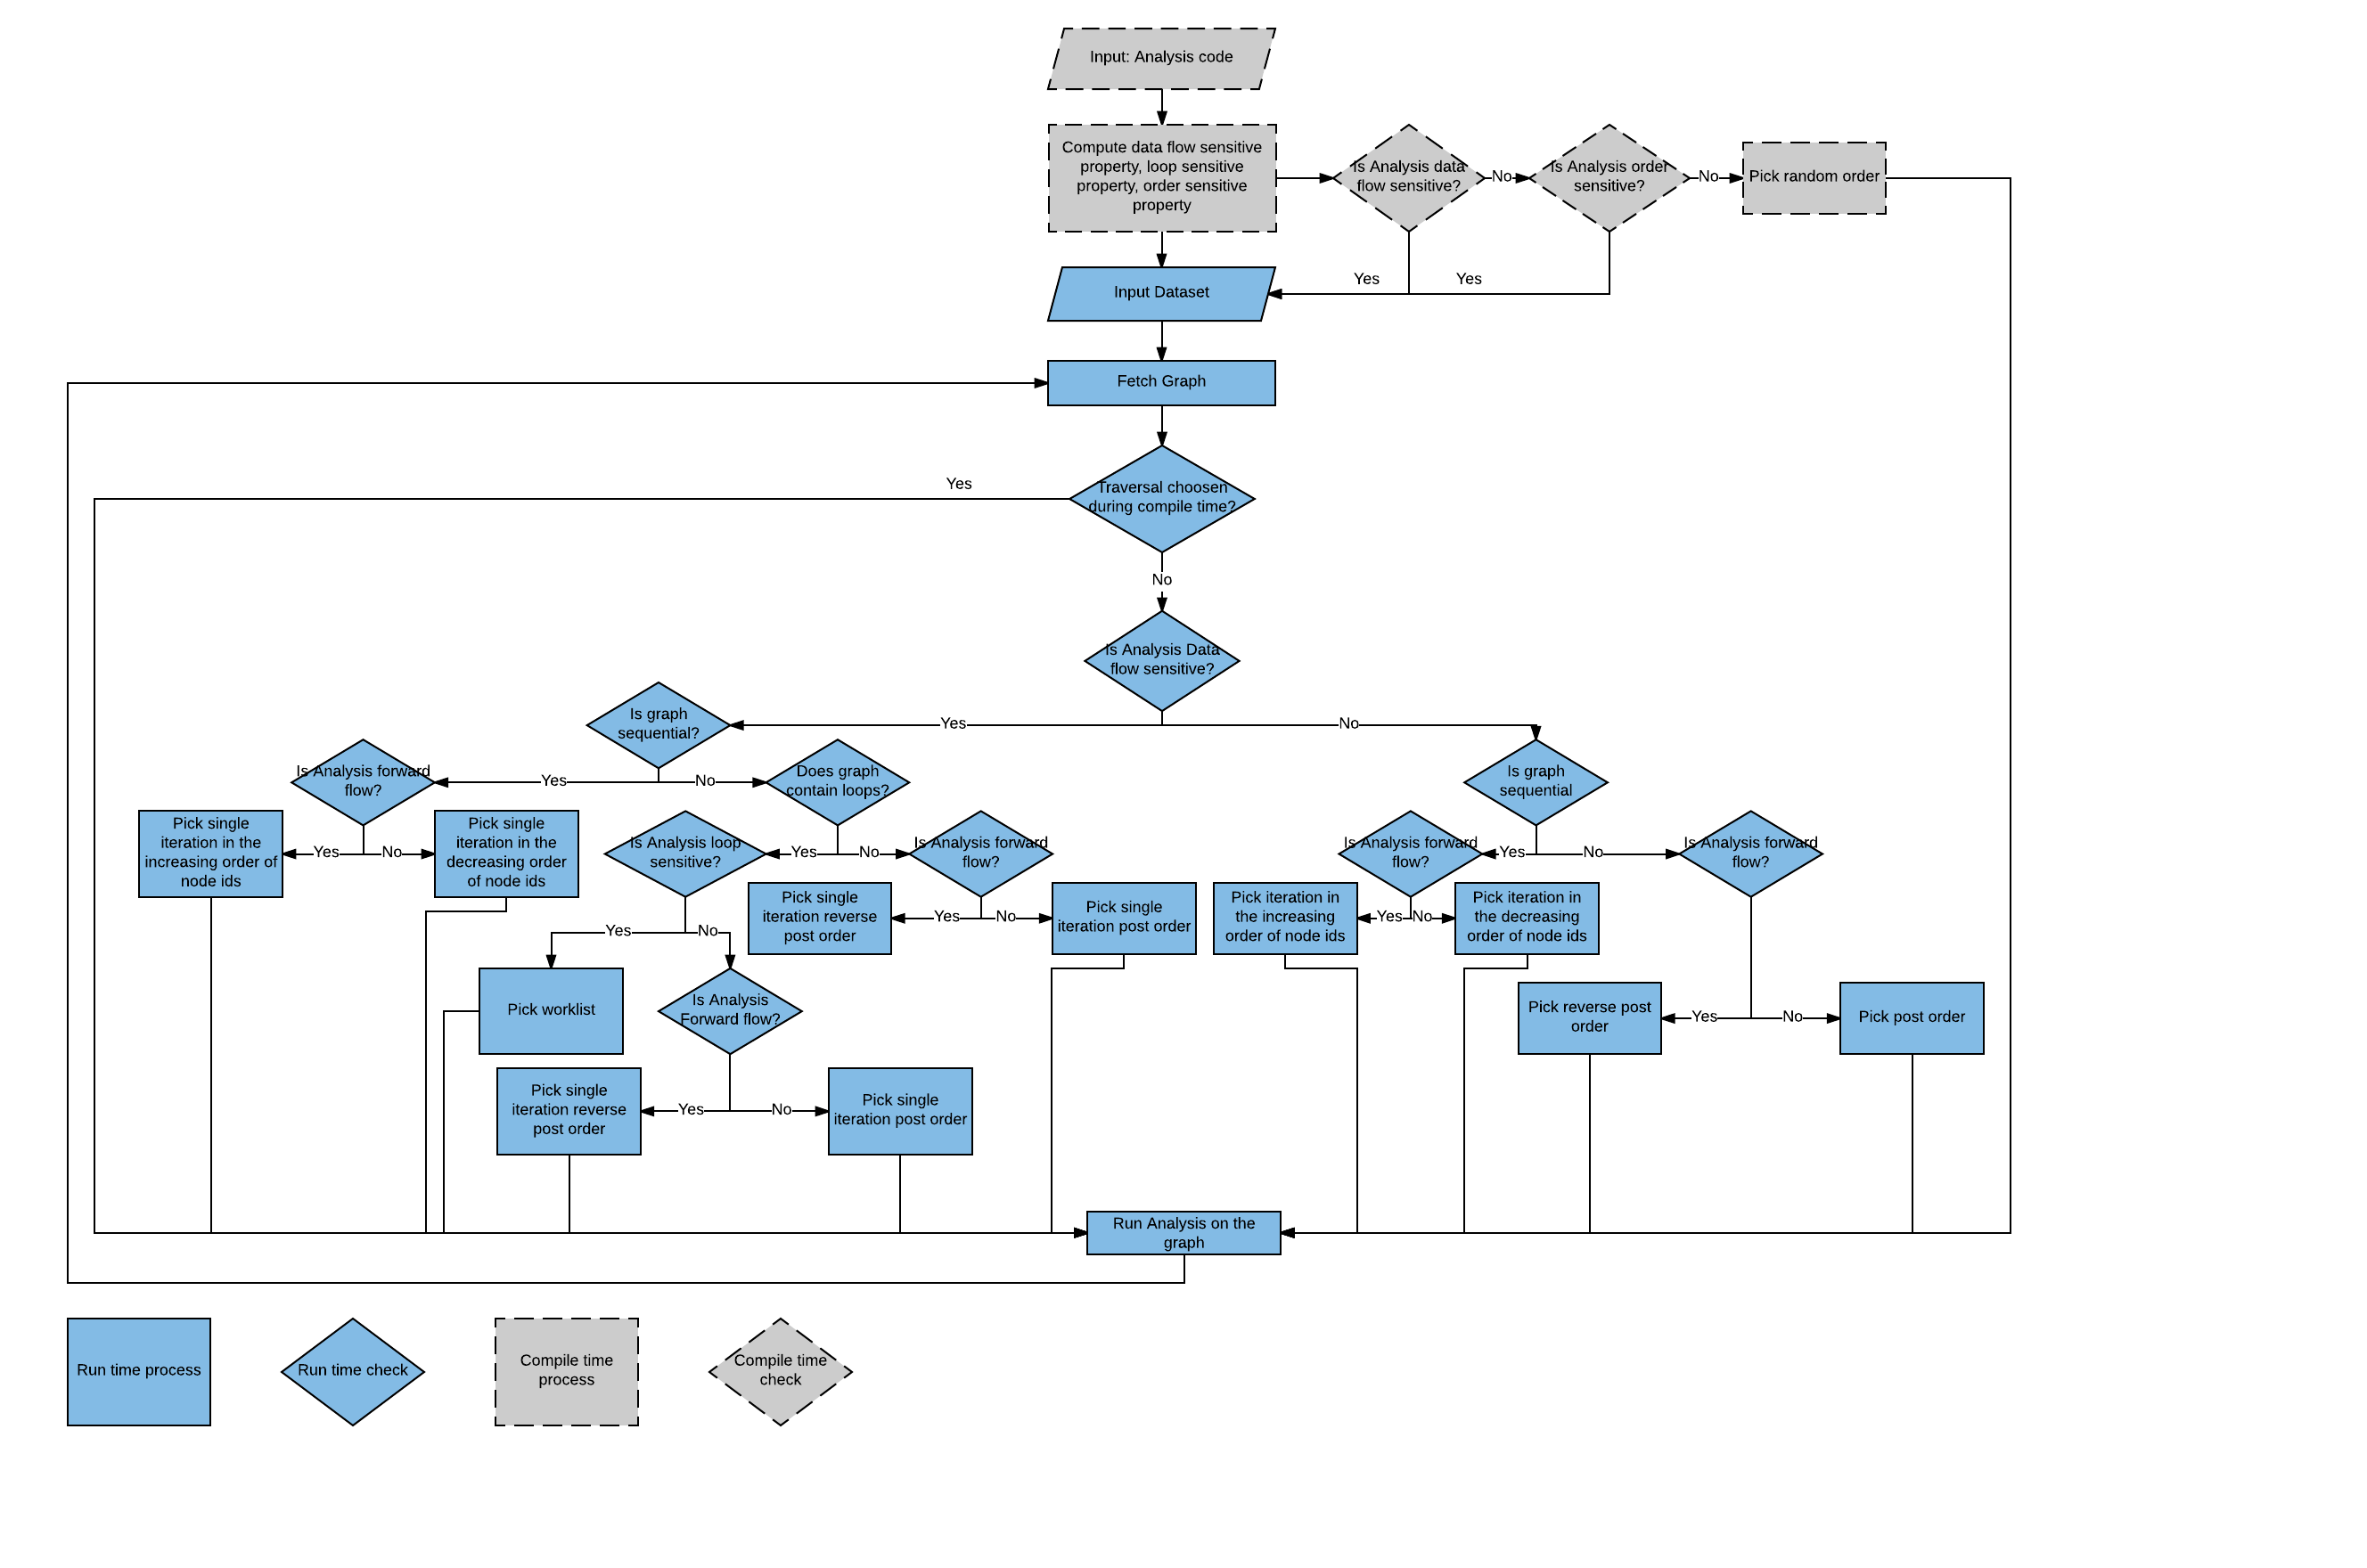 Input: Analysis code
Compute data flow sensitive
property, loop sensitive
property, order sensitive
property
Is Analysis data
flow sensitive?
No
Is Analysis order
sensitive?
No
Pick random order
Yes
Yes
Input Dataset
Fetch Graph
Yes
Traversal choosen
during compile time?
No
Is Analysis Data
flow sensitive?
Yes
No
Is graph
sequential?
Is Analysis forward
flow?
Yes
No
Does graph
contain loops?
Is graph
sequential
Pick single
iteration in the
increasing order of
node ids
Yes
No
Pick single
iteration in the
decreasing order
of node ids
Is Analysis loop
sensitive?
Yes
No
Is Analysis forward
flow?
Is Analysis forward
flow?
Yes
No
Is Analysis forward
flow?
Pick single
iteration reverse
post order
Yes
No
Pick single
iteration post order
Pick iteration in
the increasing
order of node ids
Yes
No
Pick iteration in
the decreasing
order of node ids
Yes
No
Pick worklist
Is Analysis
Forward flow?
Pick reverse post
order
Yes
No
Pick post order
Pick single
iteration reverse
post order
Yes
No
Pick single
iteration post order
Run Analysis on the
graph
Run time process
Run time check
Compile time
process
Compile time
check